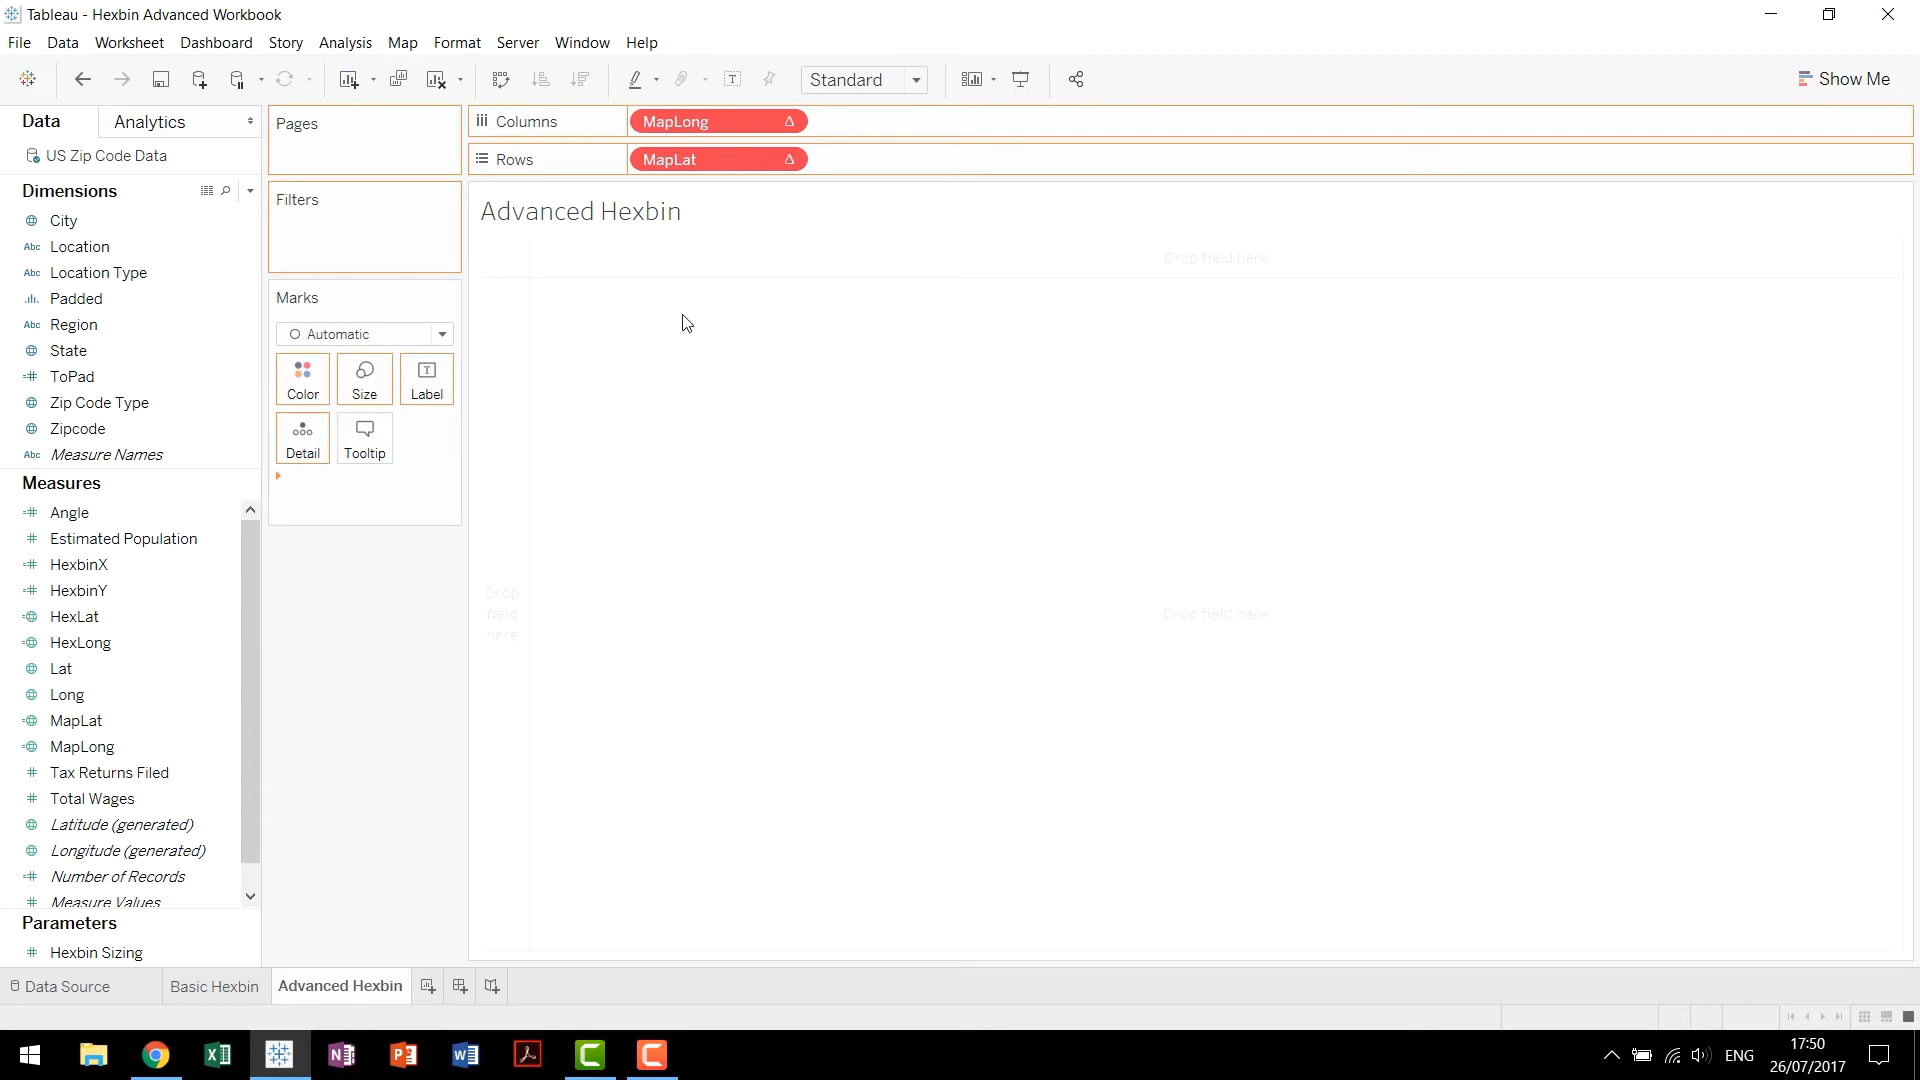 Tableau - Hexbin Advanced Workbook
File Data Worksheet Dashboard Story Analysis Map Format Server Window Help
Standard
Show Me
Data
Analytics
US Zip Code Data
Dimensions
City
Abc Location
Abc Location Type
Padded
Abc Region
State
ToPad
Zip Code Type
Zipcode
Abc Measure Names
Measures
Angle
Estimated Population
HexbinX
HexbinY
HexLat
HexLong
Lat
Long
MapLat
MapLong
Tax Returns Filed
Total Wages
Latitude (generated)
Longitude (generated)
Number of Records
Measure Values
Parameters
Hexbin Sizing
Pages
Filters
Marks
Automatic
Color
Size
Label
Detail
Tooltip
Columns
MapLong
Rows
MapLat
Advanced Hexbin
Drop field here
Drop
field
here
Drop field here
Data Source
Basic Hexbin
Advanced Hexbin
ENG
17:50
26/07/2017